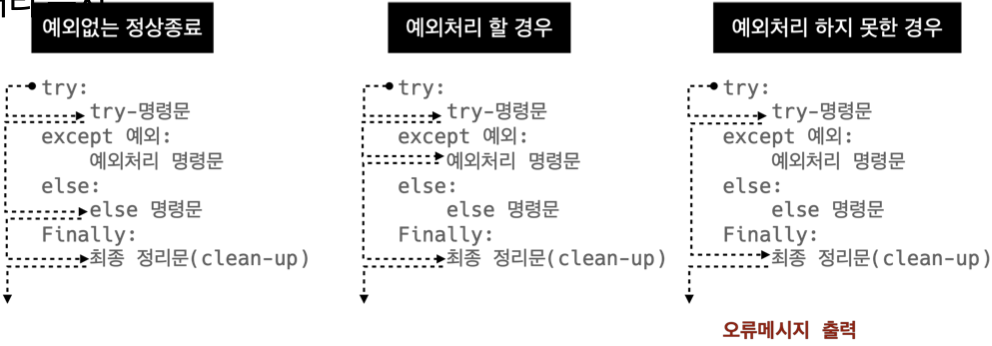 예외없는 정상종료
try:
try-명령문
except 예외:
예외처리 명령문
else:
else 명령문
Finally:
최종 정리문(clean-up)
예외처리 할 경우
try:
try-명령문
except 예외:
예외처리 명령문
else:
else 명령문
Finally:
최종 정리문(clean-up)
예외처리 하지 못한 경우
try:
try-명령문
except 예외:
예외처리 명령문
else:
else 명령문
Finally:
최종 정리문(clean-up)
오류메시지 출력